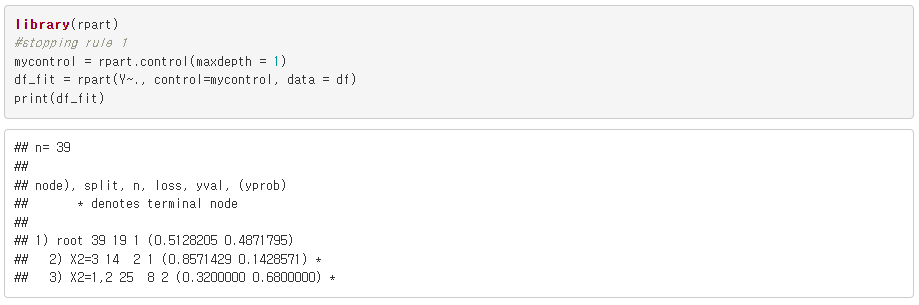 library(rpart)
#stopping rule 1
mycontrol = rpart.control(maxdepth = 1)
df_fit = rpart(Y~., control=mycontrol, data = df)
print(df_fit)
## n= 39
##
## node), split, n, loss, yval, (yprob)
##       * denotes terminal node
##
## 1) root 39 19 1 (0.5128205 0.4871795)
##   2) X2=3 14  2 1 (0.8571429 0.1428571) *
##   3) X2=1,2 25  8 2 (0.3200000 0.6800000) *